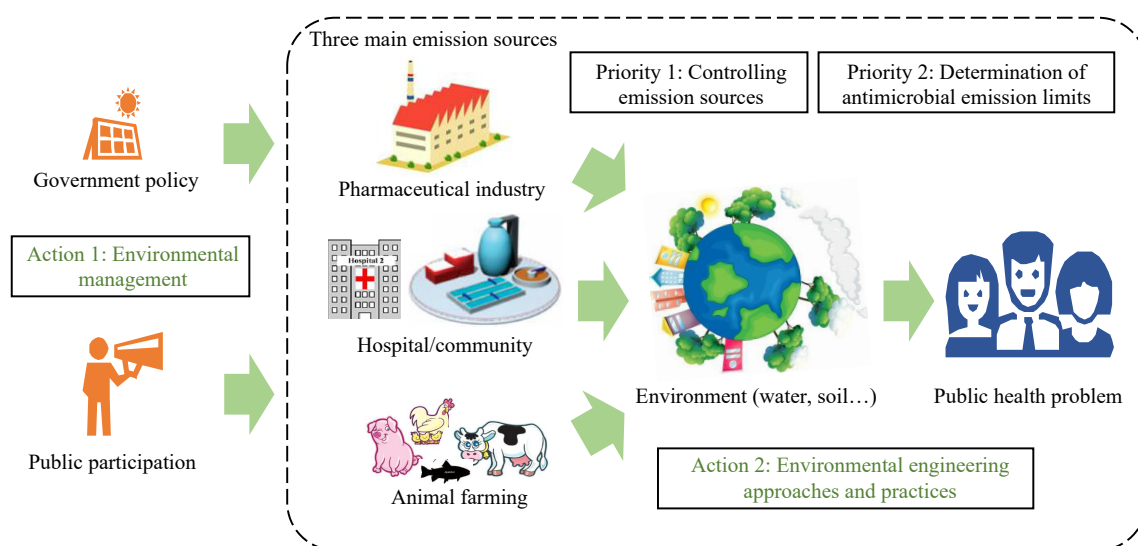 Three main emission sources
Priority 1: Controlling
emission sources
Priority 2: Determination of
antimicrobial emission limits
Government policy
Pharmaceutical industry
Action 1: Environmental
management
Hospital 2
Hospital/community
Environment (water, soil…)
Public health problem
Public participation
Animal farming
Action 2: Environmental engineering
approaches and practices